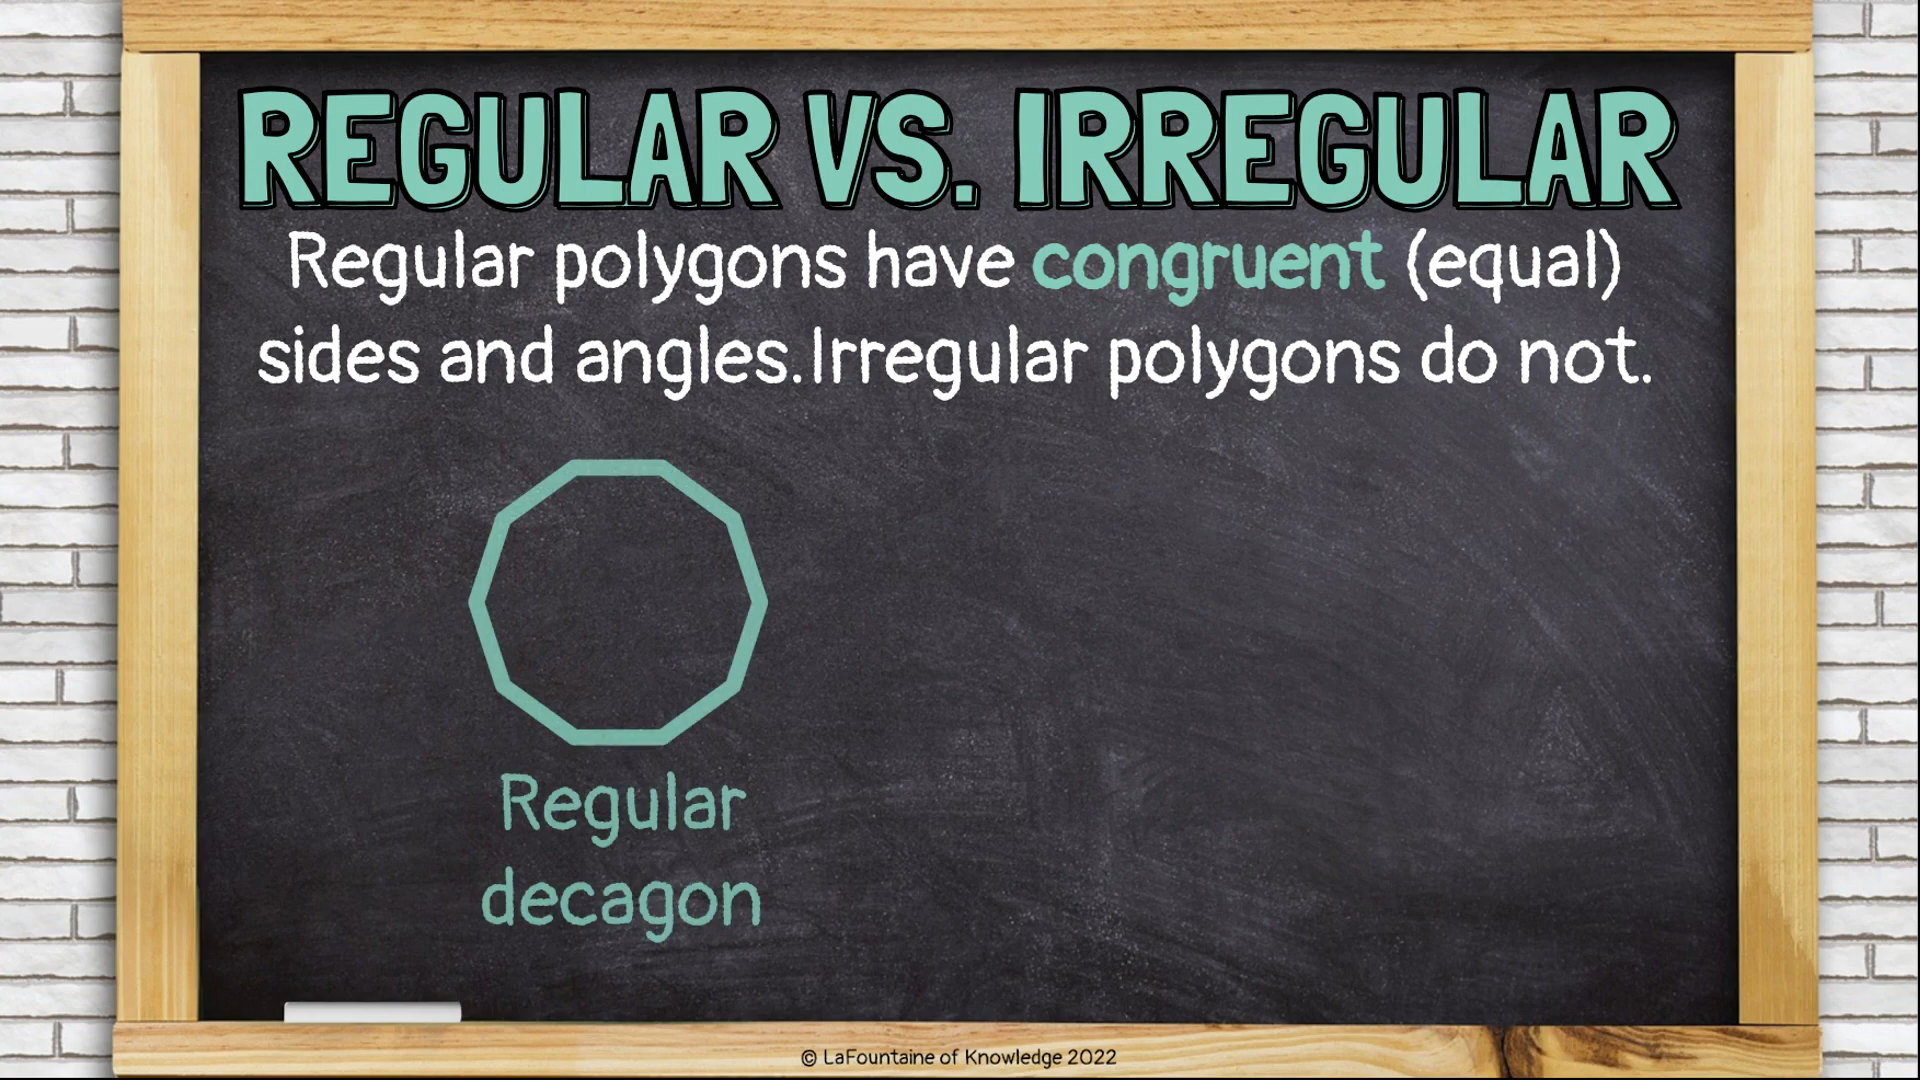 REGULAR VS. IRREGULAR
Regular polygons have congruent (equal)
sides and angles.Irregular polygons do not.
Regular
decagon
© LaFountaine of Knowledge 2022